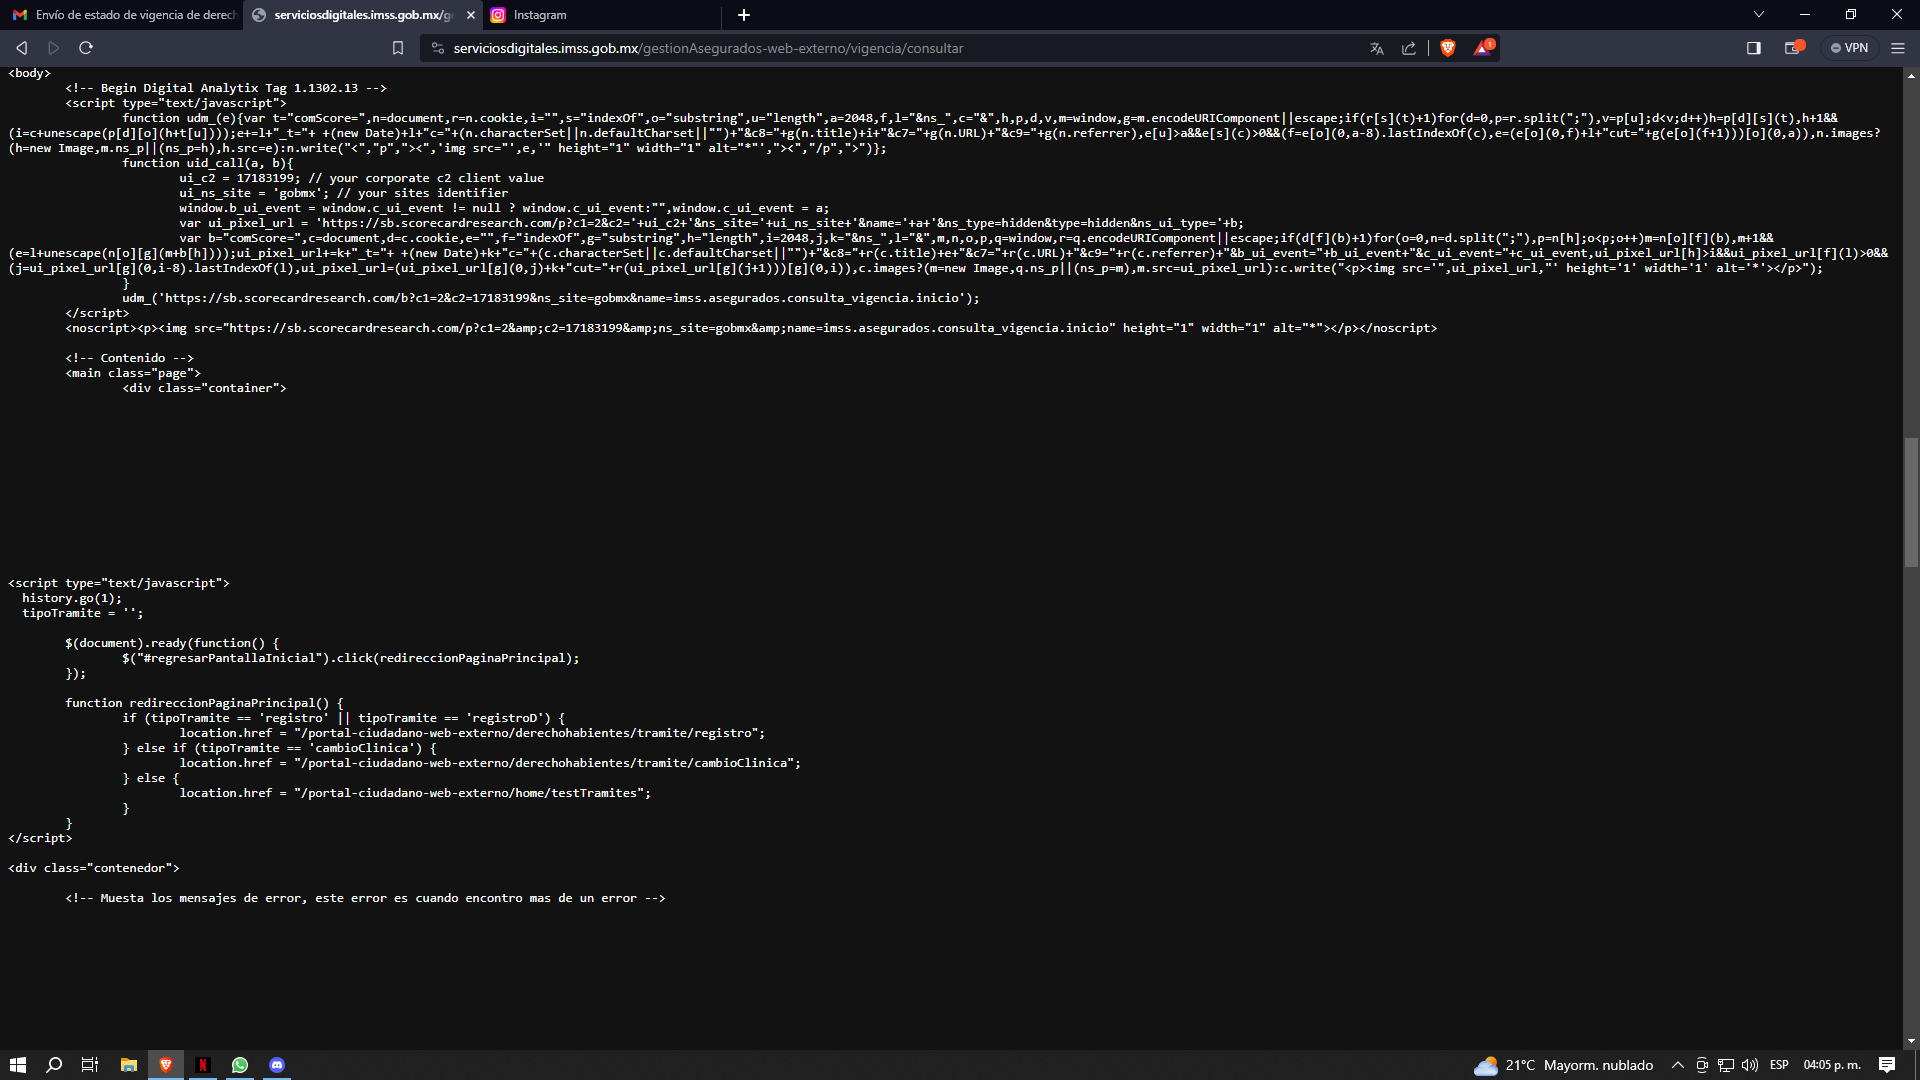 Envío de estado de vigencia de derech
serviciosdigitales.imss.gob.mx/g
Instagram
serviciosdigitales.imss.gob.mx/gestionAsegurados-web-externo/vigencia/consultar
1
VPN
<body>
<!-- Begin Digital Analytix Tag 1.1302.13 -->
<script type="text/javascript">
function udm_(e){var t="comScore=",n=document,r=n.cookie,i="",s="indexOf",o="substring",u="length",a=2048,f,l="&ns_",c="&",h,p,d,v,m=window,g=m.encodeURIComponent||escape;if(r[s](t)+1)for(d=0,p=r.split(";"),v=p[u];d<v;d++)h=p[d][s](t),h+1&&
(i=c+unescape(p[d][o](h+t[u])));e+=l+"_t="+ +(new Date)+l+"c="+(n.characterSet||n.defaultCharset||"")+"&c8="+g(n.title)+i+"&c7="+g(n.URL)+"&c9="+g(n.referrer),e[u]>a&&e[s](c)>0&&(f=e[o](0,a-8).lastIndexOf(c),e=(e[o](0,f)+l+"cut="+g(e[o](f+1)))[o](0,a)),n.images?
(h=new Image,m.ns_p||(ns_p=h),h.src=e):n.write("<","p","><",'img src="',e,'" height="1" width="1" alt="*"',"><","/p",">")};
function uid_call(a, b){
ui_c2 = 17183199; // your corporate c2 client value
ui_ns_site = 'gobmx'; // your sites identifier
window.b_ui_event = window.c_ui_event != null ? window.c_ui_event:"",window.c_ui_event = a;
var ui_pixel_url = 'https://sb.scorecardresearch.com/p?c1=2&c2='+ui_c2+'&ns_site='+ui_ns_site+'&name='+a+'&ns_type=hidden&type=hidden&ns_ui_type='+b;
var b="comScore=",c=document,d=c.cookie,e="",f="indexOf",g="substring",h="length",i=2048,j,k="&ns_",l="&",m,n,o,p,q=window,r=q.encodeURIComponent||escape;if(d[f](b)+1)for(o=0,n=d.split(";"),p=n[h];o<p;o++)m=n[o][f](b),m+1&&
(e=l+unescape(n[o][g](m+b[h])));ui_pixel_url+=k+"_t="+ +(new Date)+k+"c="+(c.characterSet||c.defaultCharset||"")+"&c8="+r(c.title)+e+"&c7="+r(c.URL)+"&c9="+r(c.referrer)+"&b_ui_event="+b_ui_event+"&c_ui_event="+c_ui_event,ui_pixel_url[h]>i&&ui_pixel_url[f](l)>0&&
(j=ui_pixel_url[g](0,i-8).lastIndexOf(l),ui_pixel_url=(ui_pixel_url[g](0,j)+k+"cut="+r(ui_pixel_url[g](j+1)))[g](0,i)),c.images?(m=new Image,q.ns_p||(ns_p=m),m.src=ui_pixel_url):c.write("<p><img src='",ui_pixel_url,"' height='1' width='1' alt='*'></p>");
}
udm_('https://sb.scorecardresearch.com/b?c1=2&c2=17183199&ns_site=gobmx&name=imss.asegurados.consulta_vigencia.inicio');
</script>
<noscript><p><img src="https://sb.scorecardresearch.com/p?c1=2&amp;c2=17183199&amp;ns_site=gobmx&amp;name=imss.asegurados.consulta_vigencia.inicio" height="1" width="1" alt="*"></p></noscript>
<!-- Contenido -->
<main class="page">
<div class="container">
<script type="text/javascript">
history.go(1);
tipoTramite = '';
$(document).ready(function() {
$("#regresarPantallaInicial").click(redireccionPaginaPrincipal);
});
function redireccionPaginaPrincipal() {
if (tipoTramite == 'registro' || tipoTramite == 'registroD') {
location.href = "/portal-ciudadano-web-externo/derechohabientes/tramite/registro";
} else if (tipoTramite == 'cambioClinica') {
location.href = "/portal-ciudadano-web-externo/derechohabientes/tramite/cambioClinica";
} else {
location.href = "/portal-ciudadano-web-externo/home/testTramites";
}
}
</script>
<div class="contenedor">
<!-- Muesta los mensajes de error, este error es cuando encontro mas de un error -->
21°C Mayorm. nublado
ESP
04:05 p. m.